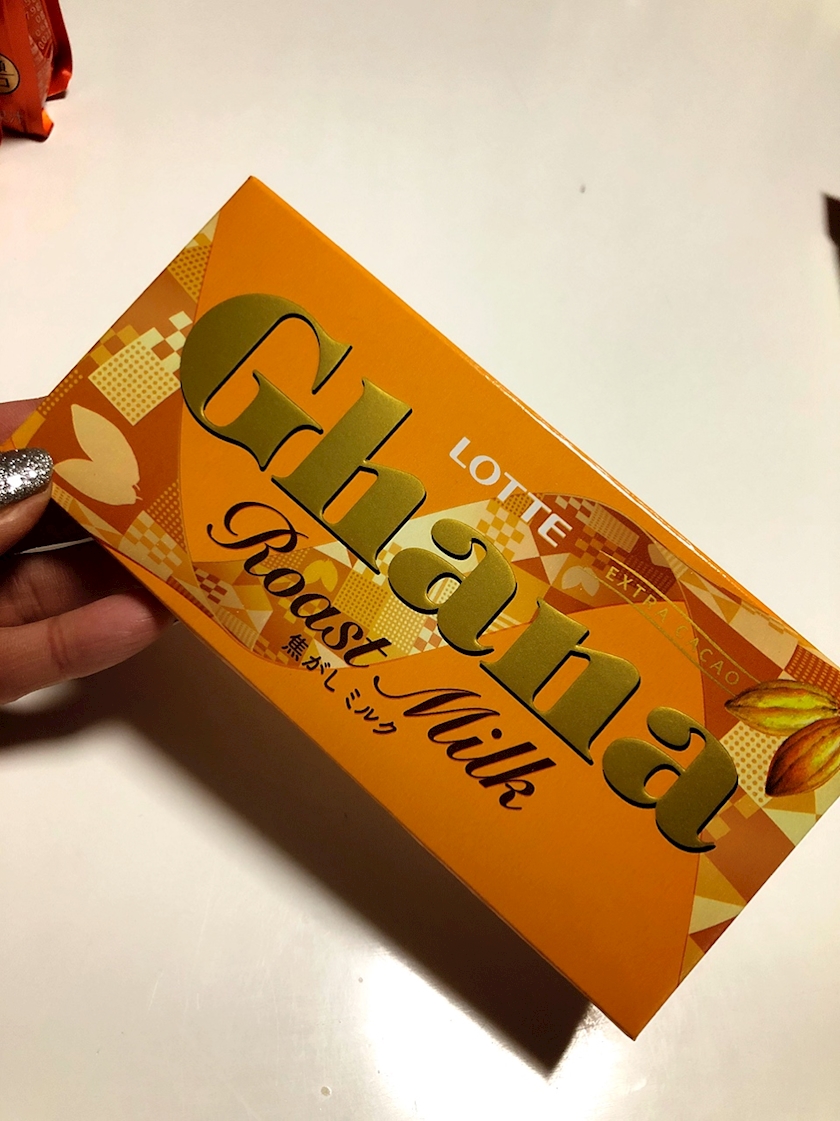 LOTTE
Ghana
EXTRA CACAO
Roast Milk
焦がしミルク